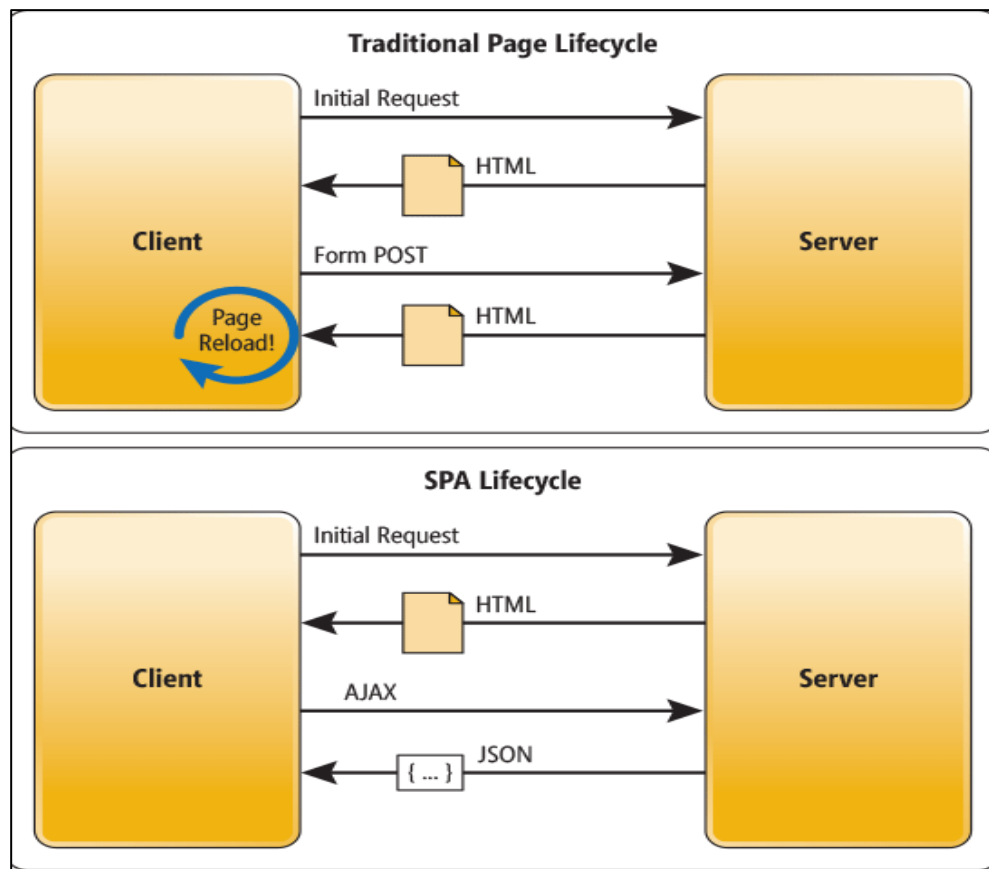 Traditional Page Lifecycle
Initial Request
HTML
Client
Server
Form POST
HTML
Page
Reload!
SPA Lifecycle
Initial Request
HTML
Client
Server
AJAX
JSON
{ ... }